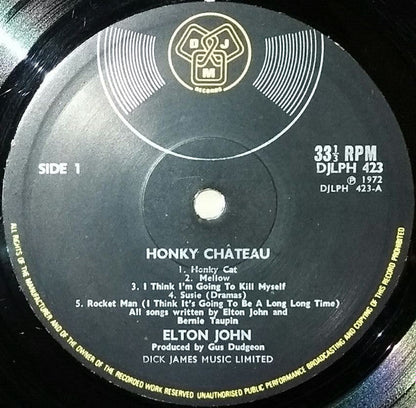 D J M
records
SIDE 1
33⅓ RPM
DJLPH 423
℗ 1972
DJLPH 423-A
HONKY CHÂTEAU
1. Honky Cat
2. Mellow
3. I Think I'm Going To Kill Myself
4. Susie (Dramas)
5. Rocket Man (I Think It's Going To Be A Long Long Time)
All songs written by Elton John and
Bernie Taupin
ELTON JOHN
Produced by Gus Dudgeon
DICK JAMES MUSIC LIMITED
ALL RIGHTS OF THE MANUFACTURER AND OF THE OWNER OF THE RECORDED WORK RESERVED UNAUTHORISED PUBLIC PERFORMANCE BROADCASTING AND COPYING OF THIS RECORD PROHIBITED